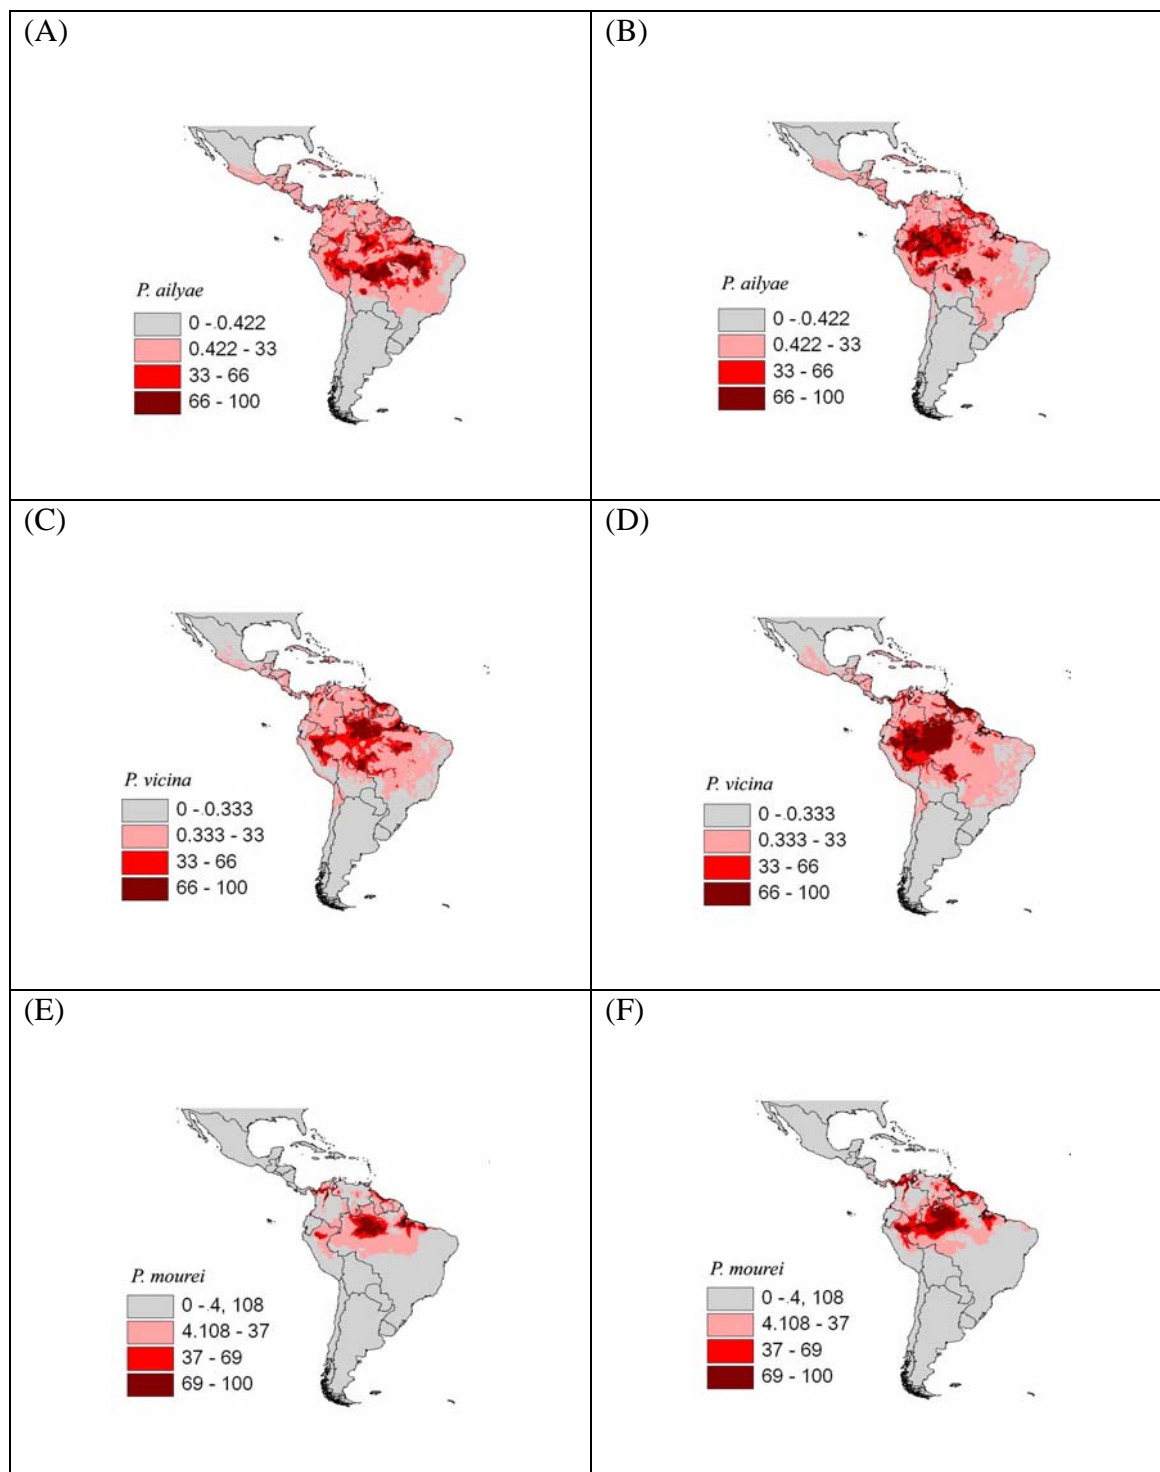 (A)
P. ailyae
0 -.0.422
0.422 - 33
33 - 66
66 - 100
(B)
P. ailyae
0 -.0.422
0.422 - 33
33 - 66
66 - 100
(C)
P. vicina
0 -.0.333
0.333 - 33
33 - 66
66 - 100
(D)
P. vicina
0 -.0.333
0.333 - 33
33 - 66
66 - 100
(E)
P. mourei
0 -.4, 108
4.108 - 37
37 - 69
69 - 100
(F)
P. mourei
0 -.4, 108
4.108 - 37
37 - 69
69 - 100